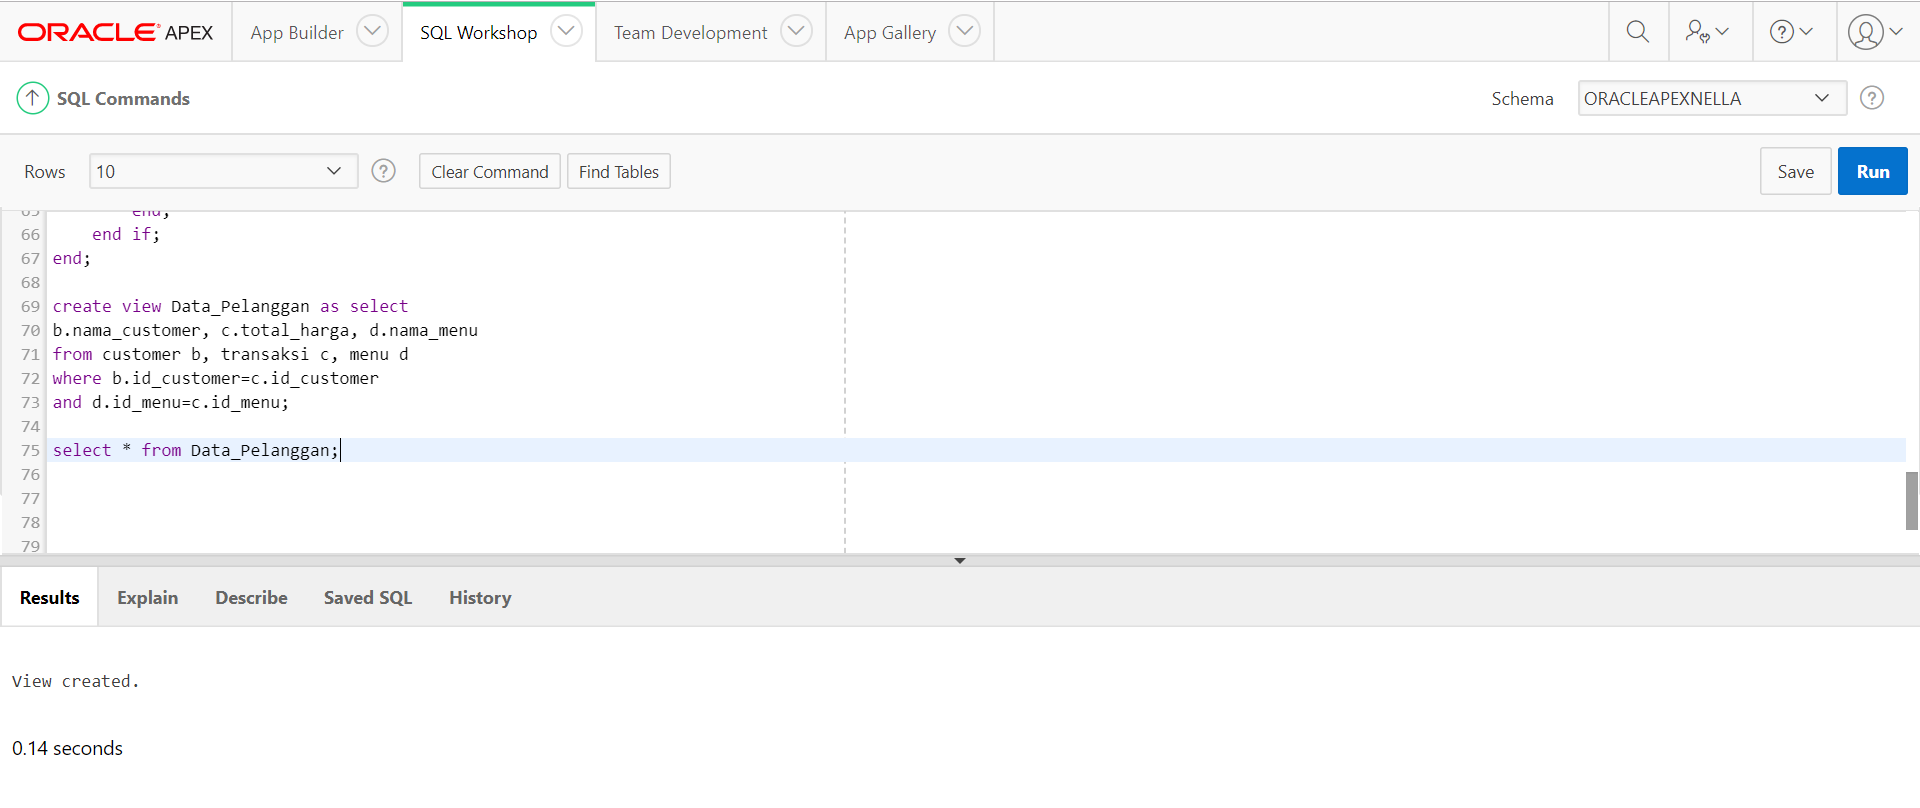 ORACLE APEX App Builder SQL Workshop Team Development App Gallery
SQL Commands Schema ORACLEAPEXNELLA
Rows 10 Clear Command Find Tables Save Run
65 end;
66 end if;
67 end;
68
69 create view Data_Pelanggan as select
70 b.nama_customer, c.total_harga, d.nama_menu
71 from customer b, transaksi c, menu d
72 where b.id_customer=c.id_customer
73 and d.id_menu=c.id_menu;
74
75 select * from Data_Pelanggan;
76
77
78
79
Results Explain Describe Saved SQL History
View created.
0.14 seconds